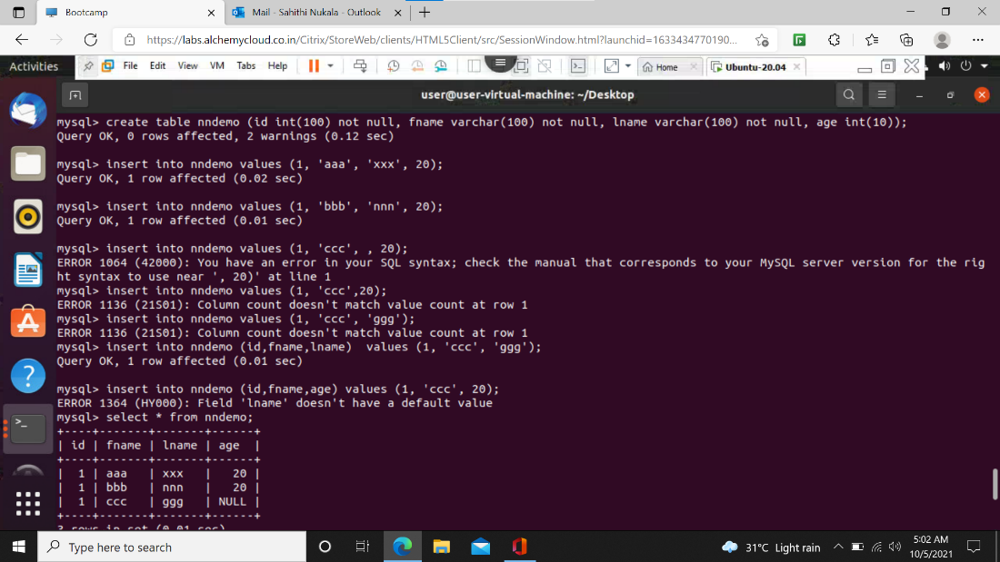 Bootcamp
Mail - Sahithi Nukala - Outlook
https://labs.alchemycloud.co.in/Citrix/StoreWeb/clients/HTML5Client/src/SessionWindow.html?launchid=1633434770190...
Activities
File Edit View VM Tabs Help
Home
Ubuntu-20.04
user@user-virtual-machine: ~/Desktop
mysql> create table nndemo (id int(100) not null, fname varchar(100) not null, lname varchar(100) not null, age int(10));
Query OK, 0 rows affected, 2 warnings (0.12 sec)
mysql> insert into nndemo values (1, 'aaa', 'xxx', 20);
Query OK, 1 row affected (0.02 sec)
mysql> insert into nndemo values (1, 'bbb', 'nnn', 20);
Query OK, 1 row affected (0.01 sec)
mysql> insert into nndemo values (1, 'ccc', , 20);
ERROR 1064 (42000): You have an error in your SQL syntax; check the manual that corresponds to your MySQL server version for the rig
ht syntax to use near ', 20)' at line 1
mysql> insert into nndemo values (1, 'ccc',20);
ERROR 1136 (21S01): Column count doesn't match value count at row 1
mysql> insert into nndemo values (1, 'ccc', 'ggg');
ERROR 1136 (21S01): Column count doesn't match value count at row 1
mysql> insert into nndemo (id,fname,lname)  values (1, 'ccc', 'ggg');
Query OK, 1 row affected (0.01 sec)
mysql> insert into nndemo (id,fname,age) values (1, 'ccc', 20);
ERROR 1364 (HY000): Field 'lname' doesn't have a default value
mysql> select * from nndemo;
+----+-------+-------+------+
| id | fname | lname | age  |
+----+-------+-------+------+
|  1 | aaa   | xxx   |   20 |
|  1 | bbb   | nnn   |   20 |
|  1 | ccc   | ggg   | NULL |
+----+-------+-------+------+
3 rows in set (0.01 sec)
Type here to search
31°C Light rain
5:02 AM
10/5/2021